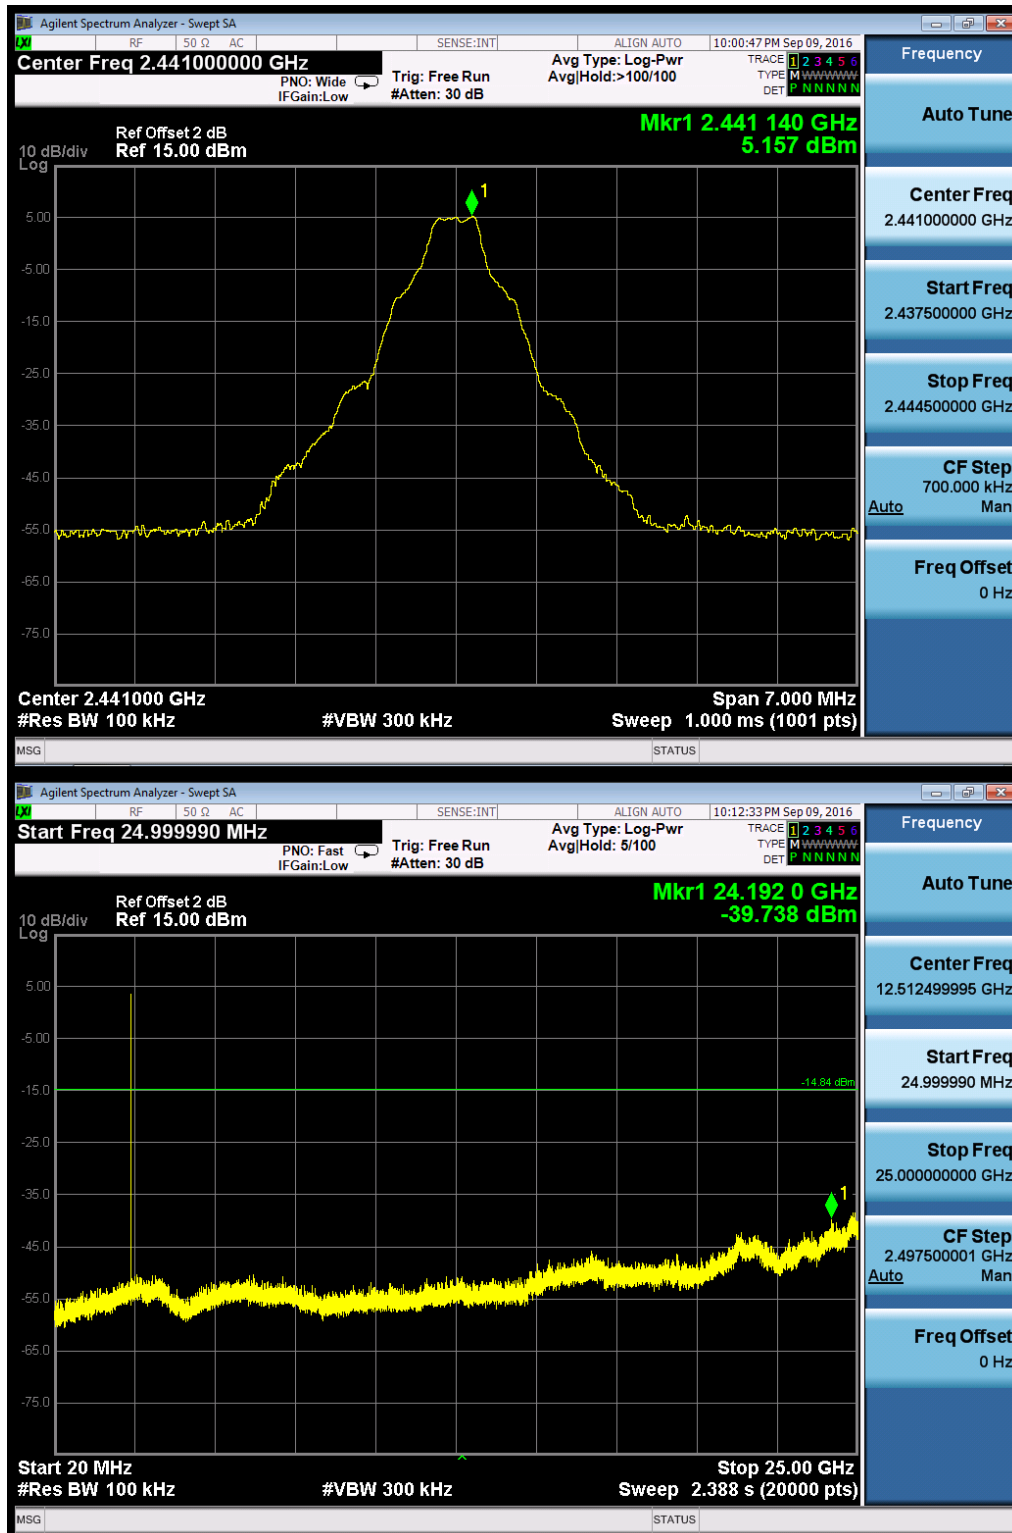 Agilent Spectrum Analyzer - Swept SA
LXI RF 50 Ω AC SENSE:INT ALIGN AUTO 10:00:47 PM Sep 09, 2016
Center Freq 2.441000000 GHz
PNO: Wide
IFGain:Low
Trig: Free Run
#Atten: 30 dB
Avg Type: Log-Pwr
Avg|Hold:>100/100
TRACE 1 2 3 4 5 6
TYPE M WWWWW
DET P N N N N N
Frequency
Auto Tune
Ref Offset 2 dB
10 dB/div Ref 15.00 dBm
Log
Mkr1 2.441 140 GHz
5.157 dBm
1
5.00
-5.00
-15.0
-25.0
-35.0
-45.0
-55.0
-65.0
-75.0
Center Freq
2.441000000 GHz
Start Freq
2.437500000 GHz
Stop Freq
2.444500000 GHz
CF Step
700.000 kHz
Auto Man
Freq Offset
0 Hz
Center 2.441000 GHz Span 7.000 MHz
#Res BW 100 kHz #VBW 300 kHz Sweep 1.000 ms (1001 pts)
MSG STATUS
Agilent Spectrum Analyzer - Swept SA
LXI RF 50 Ω AC SENSE:INT ALIGN AUTO 10:12:33 PM Sep 09, 2016
Start Freq 24.999990 MHz
PNO: Fast
IFGain:Low
Trig: Free Run
#Atten: 30 dB
Avg Type: Log-Pwr
Avg|Hold: 5/100
TRACE 1 2 3 4 5 6
TYPE M WWWWW
DET P N N N N N
Frequency
Auto Tune
Ref Offset 2 dB
10 dB/div Ref 15.00 dBm
Log
Mkr1 24.192 0 GHz
-39.738 dBm
5.00
-5.00
-15.0
-14.84 dBm
-25.0
-35.0
1
-45.0
-55.0
-65.0
-75.0
Center Freq
12.512499995 GHz
Start Freq
24.999990 MHz
Stop Freq
25.000000000 GHz
CF Step
2.497500001 GHz
Auto Man
Freq Offset
0 Hz
Start 20 MHz Stop 25.00 GHz
#Res BW 100 kHz #VBW 300 kHz Sweep 2.388 s (20000 pts)
MSG STATUS